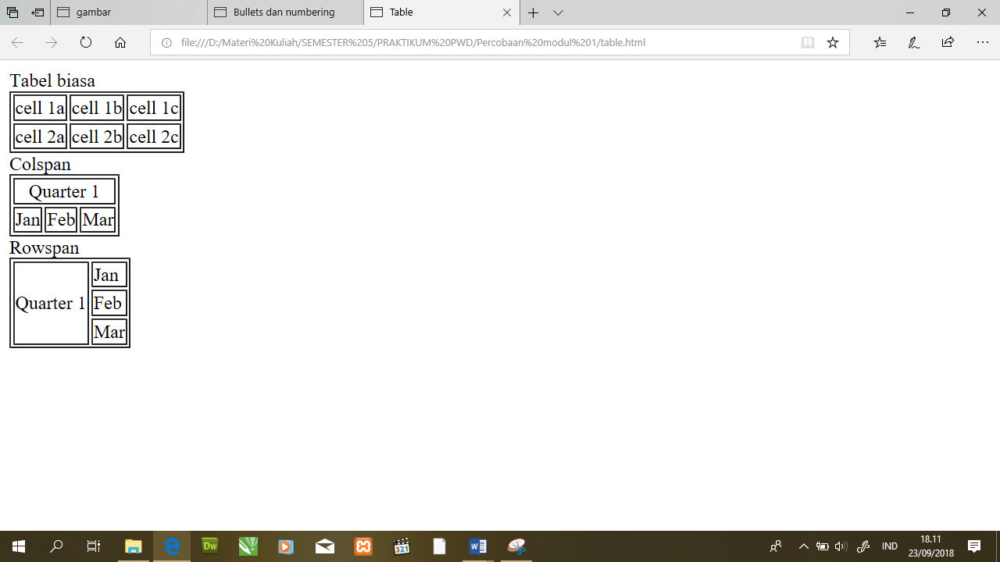 gambar
Bullets dan numbering
Table
file:///D:/Materi%20Kuliah/SEMESTER%205/PRAKTIKUM%20PWD/Percobaan%20modul%201/table.html
Tabel biasa
cell 1a cell 1b cell 1c
cell 2a cell 2b cell 2c
Colspan
Quarter 1
Jan Feb Mar
Rowspan
Quarter 1
Jan
Feb
Mar
Dw
321
IND
18.11
23/09/2018